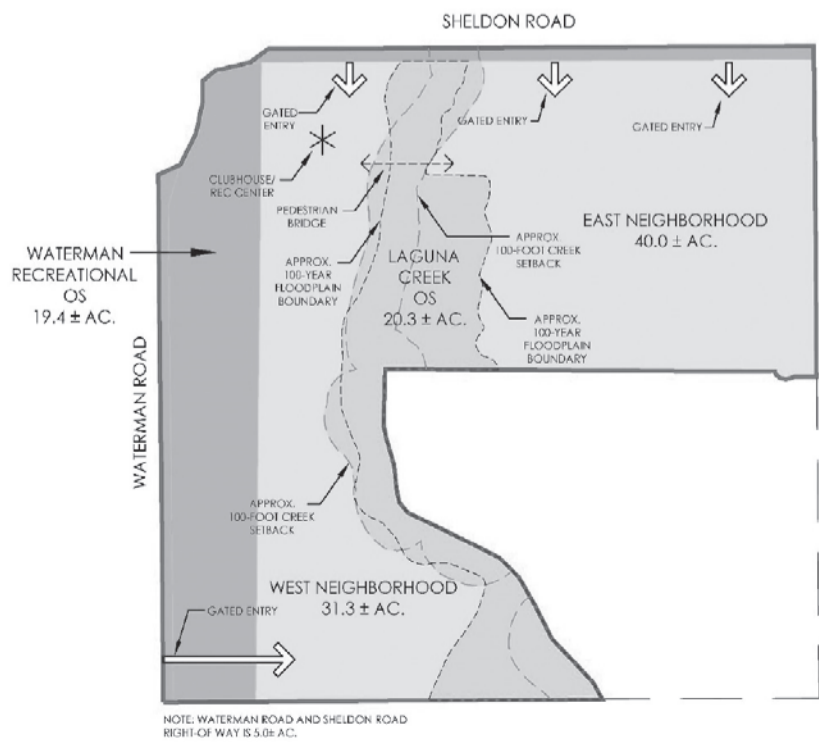 SHELDON ROAD
GATED
ENTRY
GATED ENTRY
GATED ENTRY
CLUBHOUSE/
REC CENTER
PEDESTRIAN
BRIDGE
EAST NEIGHBORHOOD
40.0 ± AC.
WATERMAN
RECREATIONAL
OS
19.4 ± AC.
APPROX.
100-YEAR
FLOODPLAIN
BOUNDARY
LAGUNA
CREEK
OS
20.3 ± AC.
APPROX.
100-FOOT CREEK
SETBACK
APPROX.
100-YEAR
FLOODPLAIN
BOUNDARY
WATERMAN ROAD
APPROX.
100-FOOT CREEK
SETBACK
WEST NEIGHBORHOOD
31.3 ± AC.
GATED ENTRY
NOTE: WATERMAN ROAD AND SHELDON ROAD
RIGHT-OF WAY IS 5.0± AC.